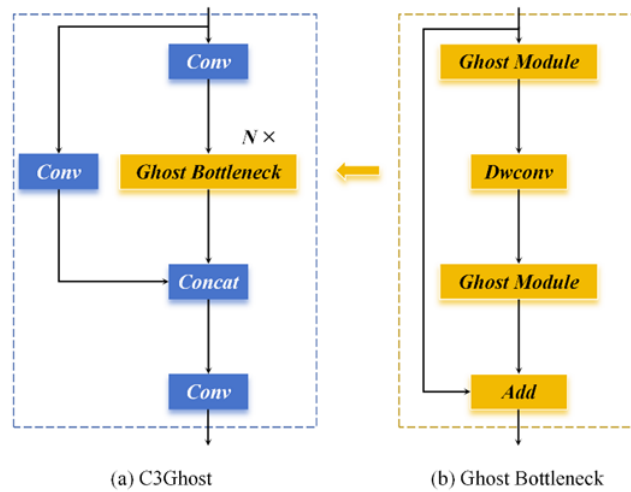 Conv
N ×
Conv
Ghost Bottleneck
Concat
Conv
(a) C3Ghost
Ghost Module
Dwconv
Ghost Module
Add
(b) Ghost Bottleneck